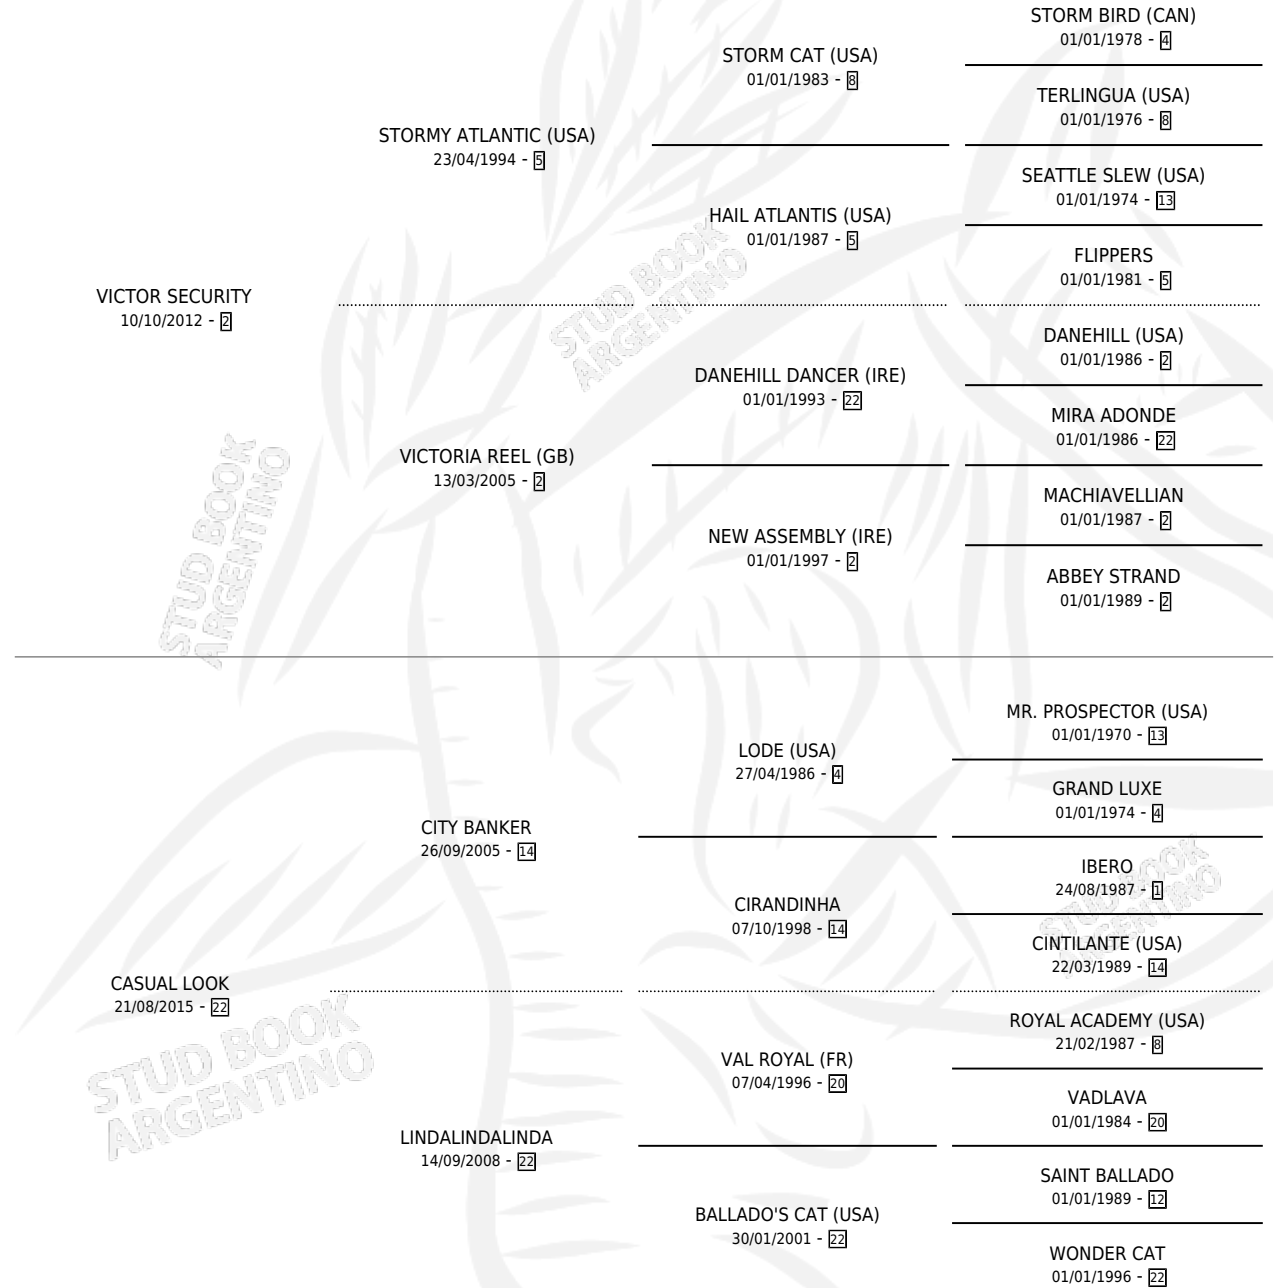 STORM BIRD (CAN)
01/01/1978 - 4
STORM CAT (USA)
01/01/1983 - 8
TERLINGUA (USA)
01/01/1976 - 8
STORMY ATLANTIC (USA)
23/04/1994 - 5
SEATTLE SLEW (USA)
01/01/1974 - 13
HAIL ATLANTIS (USA)
01/01/1987 - 5
FLIPPERS
01/01/1981 - 5
VICTOR SECURITY
10/10/2012 - 2
DANEHILL (USA)
01/01/1986 - 2
DANEHILL DANCER (IRE)
01/01/1993 - 22
MIRA ADONDE
01/01/1986 - 22
VICTORIA REEL (GB)
13/03/2005 - 2
MACHIAVELLIAN
01/01/1987 - 2
NEW ASSEMBLY (IRE)
01/01/1997 - 2
ABBEY STRAND
01/01/1989 - 2
STUD BOOK
ARGENTINO
STUD BOOK
ARGENTINO
MR. PROSPECTOR (USA)
01/01/1970 - 13
LODE (USA)
27/04/1986 - 4
GRAND LUXE
01/01/1974 - 4
CITY BANKER
26/09/2005 - 14
IBERO
24/08/1987 - 1
CIRANDINHA
07/10/1998 - 14
CINTILANTE (USA)
22/03/1989 - 14
CASUAL LOOK
21/08/2015 - 22
ROYAL ACADEMY (USA)
21/02/1987 - 8
VAL ROYAL (FR)
07/04/1996 - 20
VADLAVA
01/01/1984 - 20
LINDALINDALINDA
14/09/2008 - 22
SAINT BALLADO
01/01/1989 - 12
BALLADO'S CAT (USA)
30/01/2001 - 22
WONDER CAT
01/01/1996 - 22
STUD BOOK
ARGENTINO
STUD BOOK
ARGENTINO